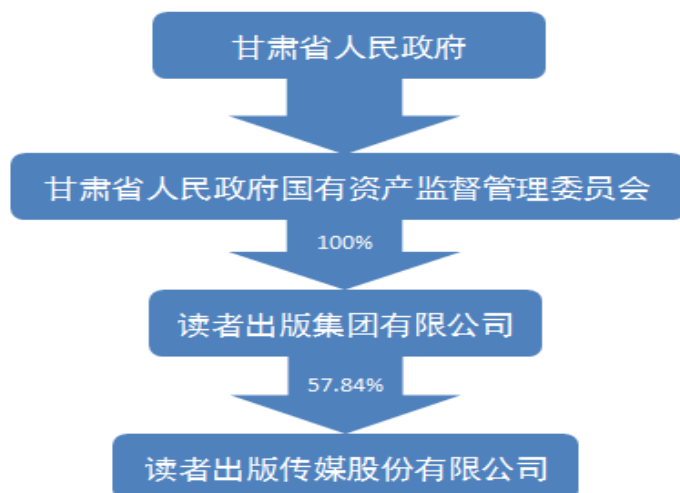 甘肃省人民政府
甘肃省人民政府国有资产监督管理委员会
100%
读者出版集团有限公司
57.84%
读者出版传媒股份有限公司